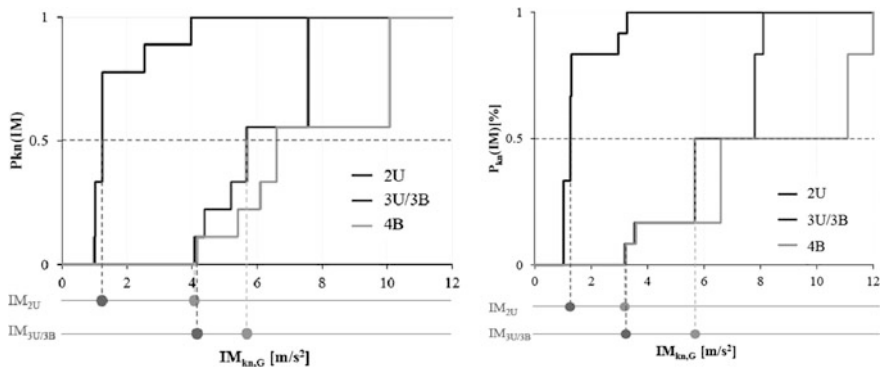 1
0.5
0
Pkn(IM)
2U
3U/3B
4B
0 2 4 6 8 10 12
IM2U
IM3U/3B
IMkn,G [m/s²]
1
0.5
0
Pkn(IM)[%]
2U
3U/3B
4B
0 2 4 6 8 10 12
IM2U
IM3U/3B
IMkn,G [m/s²]